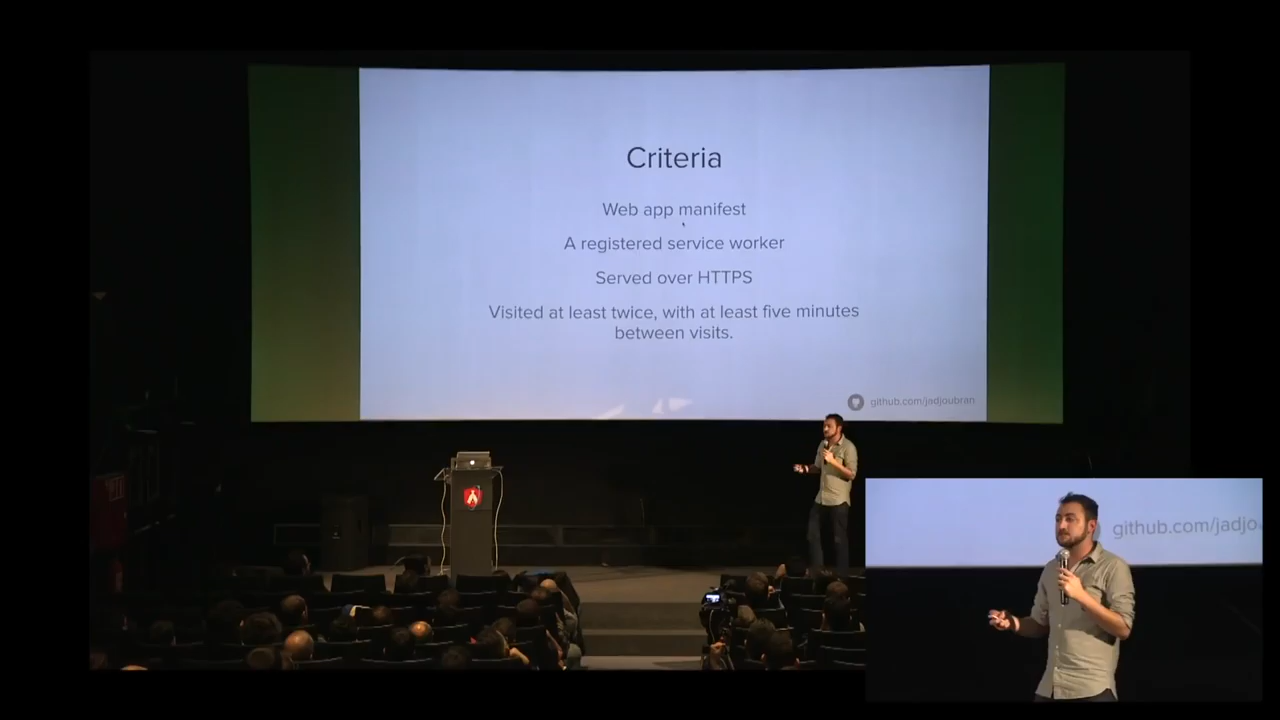 Criteria
Web app manifest
A registered service worker
Served over HTTPS
Visited at least twice, with at least five minutes
between visits.
github.com/jadjoubran
github.com/jadjo